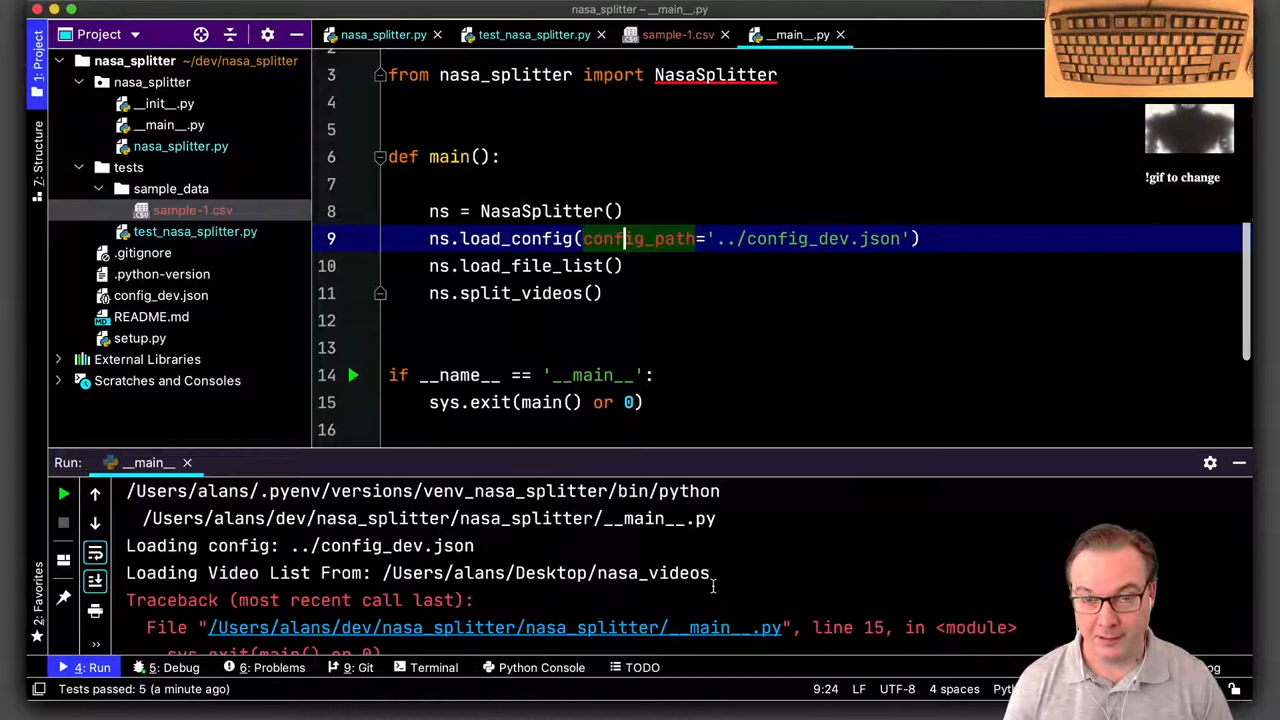 nasa_splitter – __main__.py
1: Project
Project
nasa_splitter.py
test_nasa_splitter.py
sample-1.csv
__main__.py
nasa_splitter ~/dev/nasa_splitter
nasa_splitter
__init__.py
__main__.py
nasa_splitter.py
tests
sample_data
sample-1.csv
test_nasa_splitter.py
.gitignore
.python-version
config_dev.json
README.md
setup.py
External Libraries
Scratches and Consoles
7: Structure
2: Favorites
3 from nasa_splitter import NasaSplitter
4
5
6 def main():
7
8 ns = NasaSplitter()
9 ns.load_config(config_path='../config_dev.json')
10 ns.load_file_list()
11 ns.split_videos()
12
13
14 if __name__ == '__main__':
15 sys.exit(main() or 0)
16
!gif to change
Run: __main__
/Users/alans/.pyenv/versions/venv_nasa_splitter/bin/python
/Users/alans/dev/nasa_splitter/nasa_splitter/__main__.py
Loading config: ../config_dev.json
Loading Video List From: /Users/alans/Desktop/nasa_videos
Traceback (most recent call last):
File "/Users/alans/dev/nasa_splitter/nasa_splitter/__main__.py", line 15, in <module>
sys.exit(main() or 0)
4: Run
5: Debug
6: Problems
9: Git
Terminal
Python Console
TODO
Tests passed: 5 (a minute ago)
9:24
LF
UTF-8
4 spaces